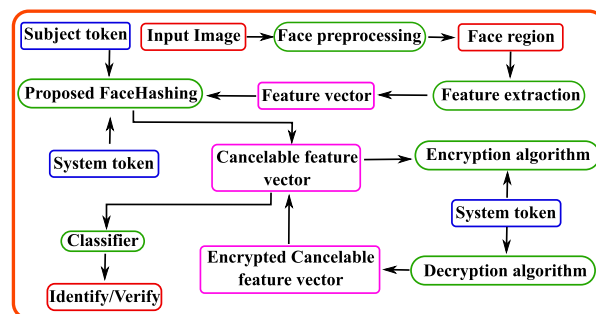 Subject token
Input Image
Face preprocessing
Face region
Proposed FaceHashing
Feature vector
Feature extraction
System token
Cancelable feature
vector
Encryption algorithm
System token
Classifier
Encrypted Cancelable
feature vector
Decryption algorithm
Identify/Verify